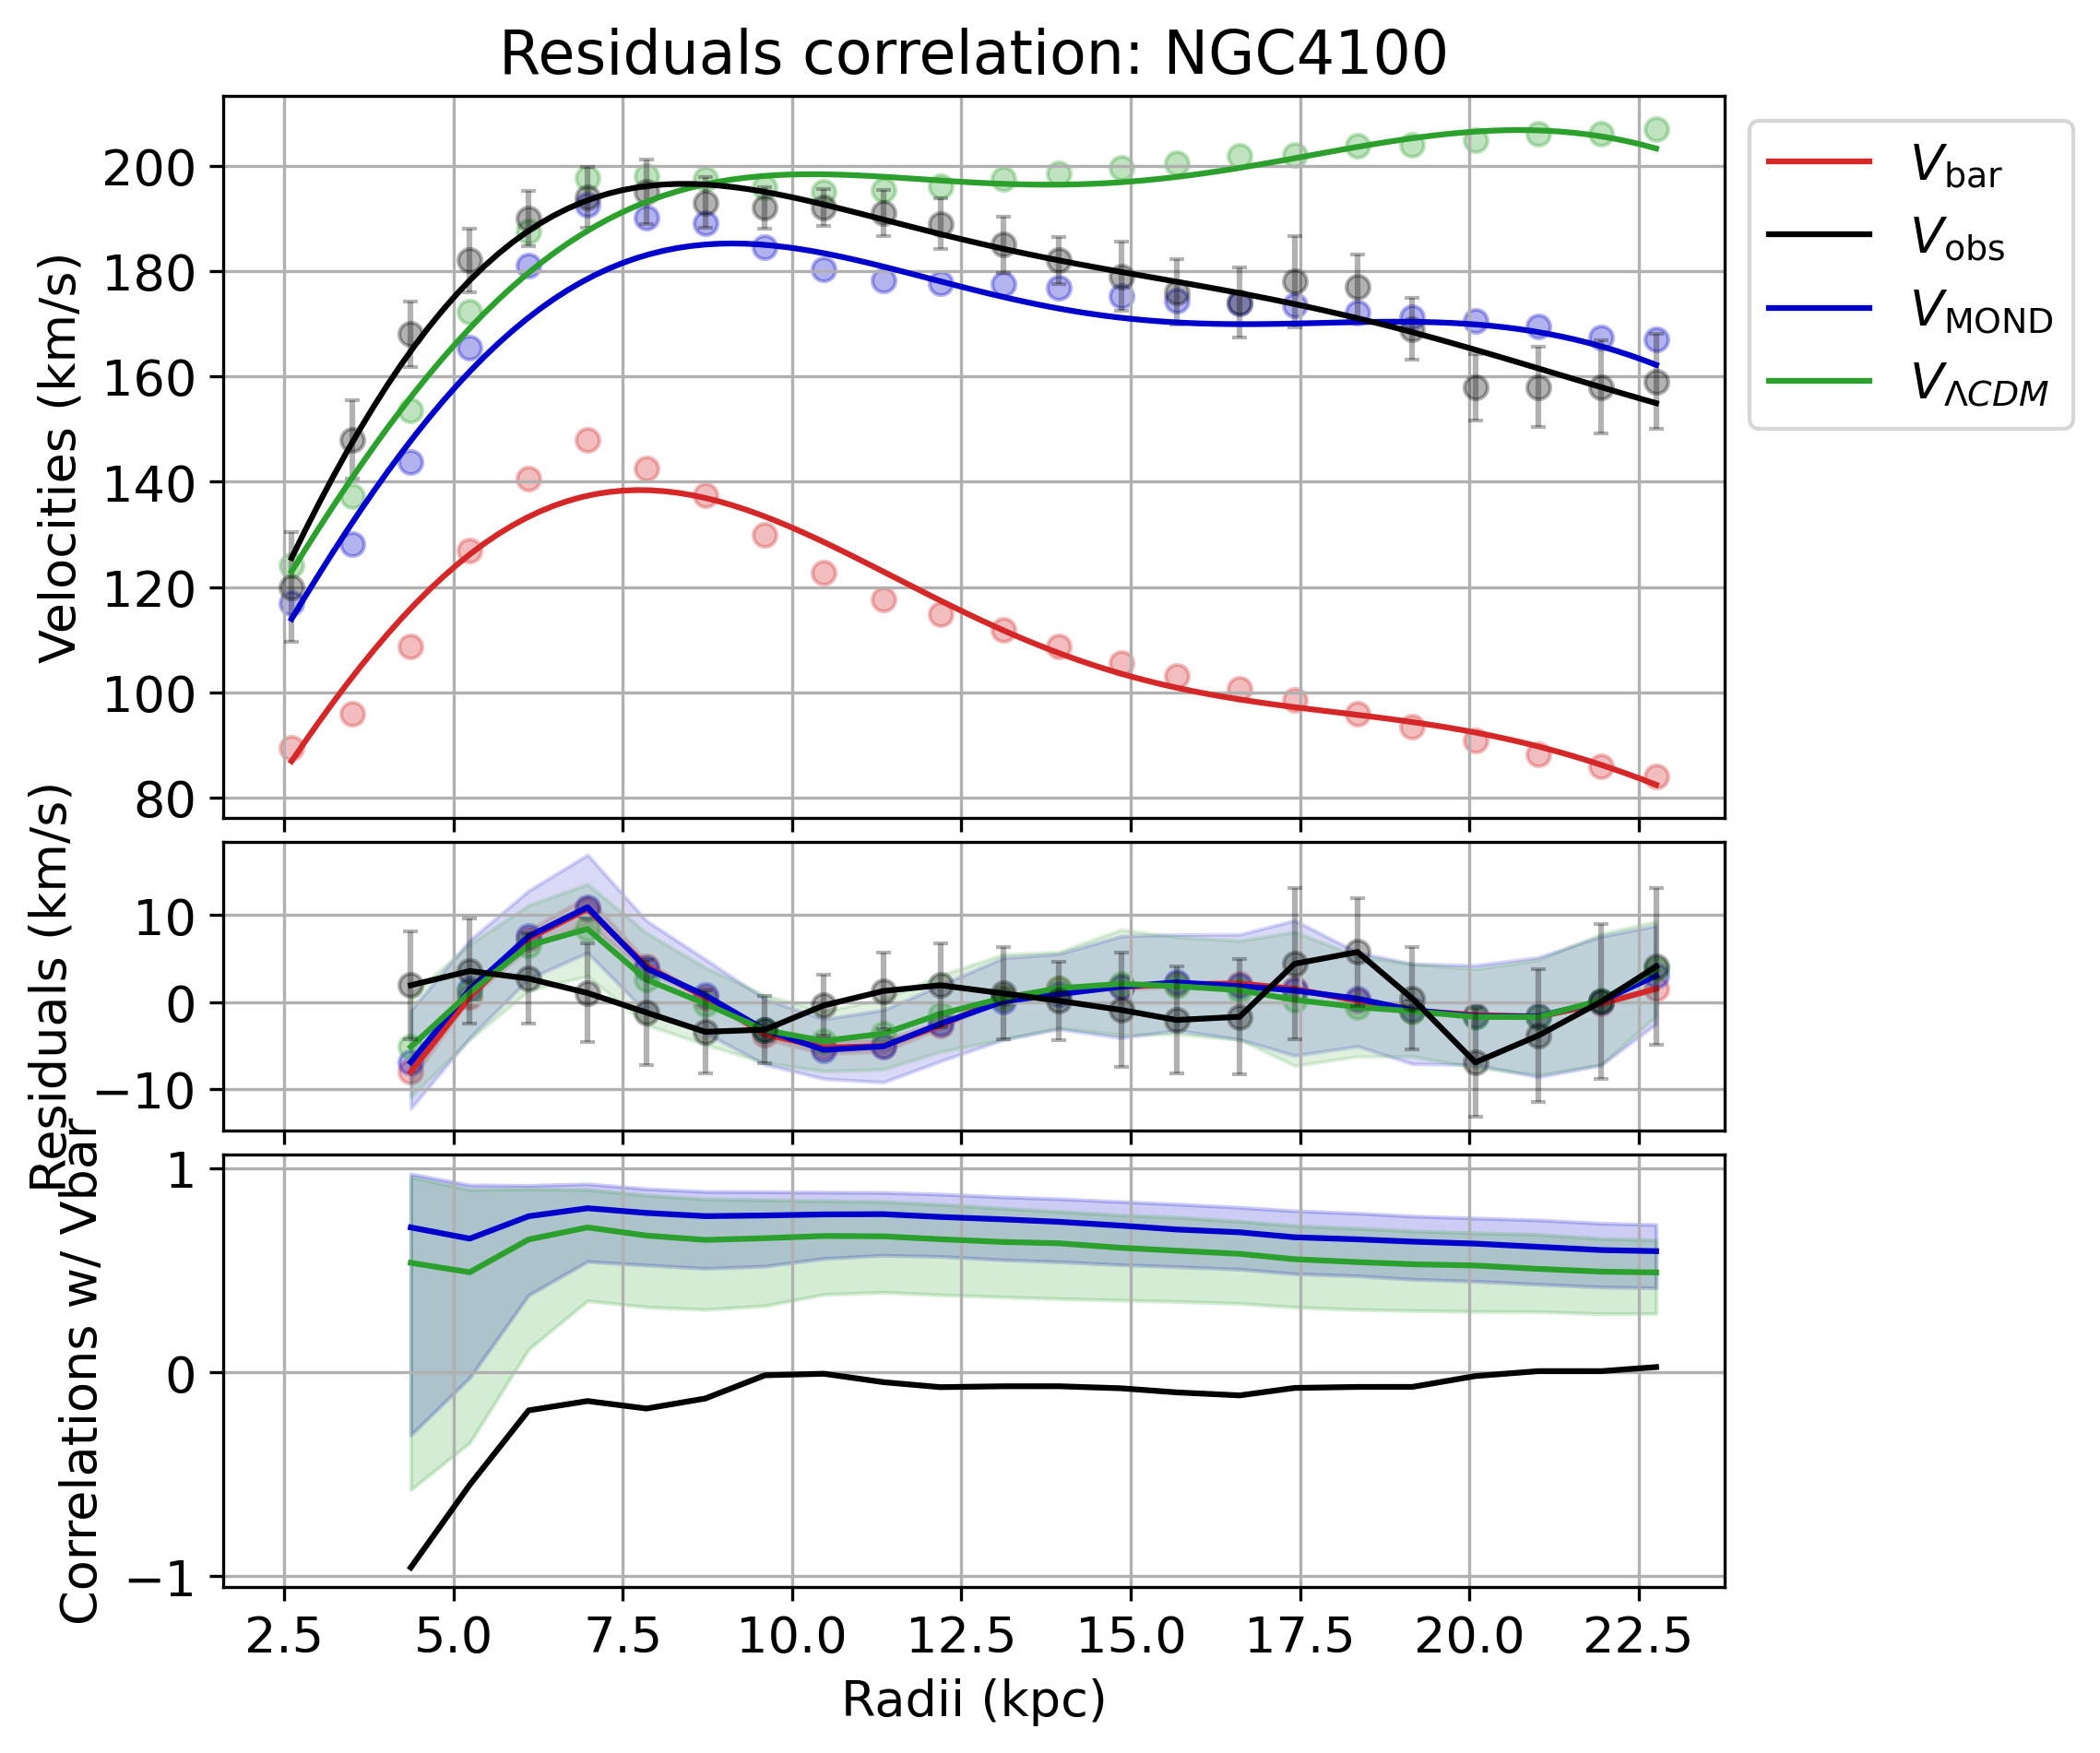 Residuals correlation: NGC4100
Velocities (km/s)
200
180
160
140
120
100
80
V_bar
V_obs
V_MOND
V_ΛCDM
Residuals (km/s)
10
0
−10
Correlations w/ Vbar
1
0
−1
2.5 5.0 7.5 10.0 12.5 15.0 17.5 20.0 22.5
Radii (kpc)